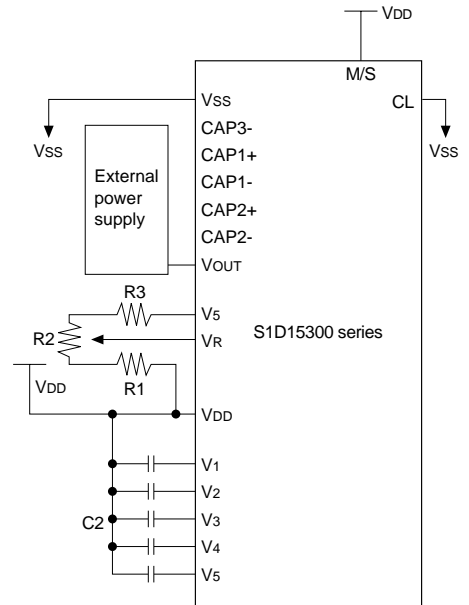 VDD
M/S
VSS
CL
CAP3-
VSS
VSS
CAP1+
External
power
supply
CAP1-
CAP2+
CAP2-
VOUT
R3
V5
R2
VR
S1D15300 series
R1
VDD
VDD
V1
V2
C2
V3
V4
V5